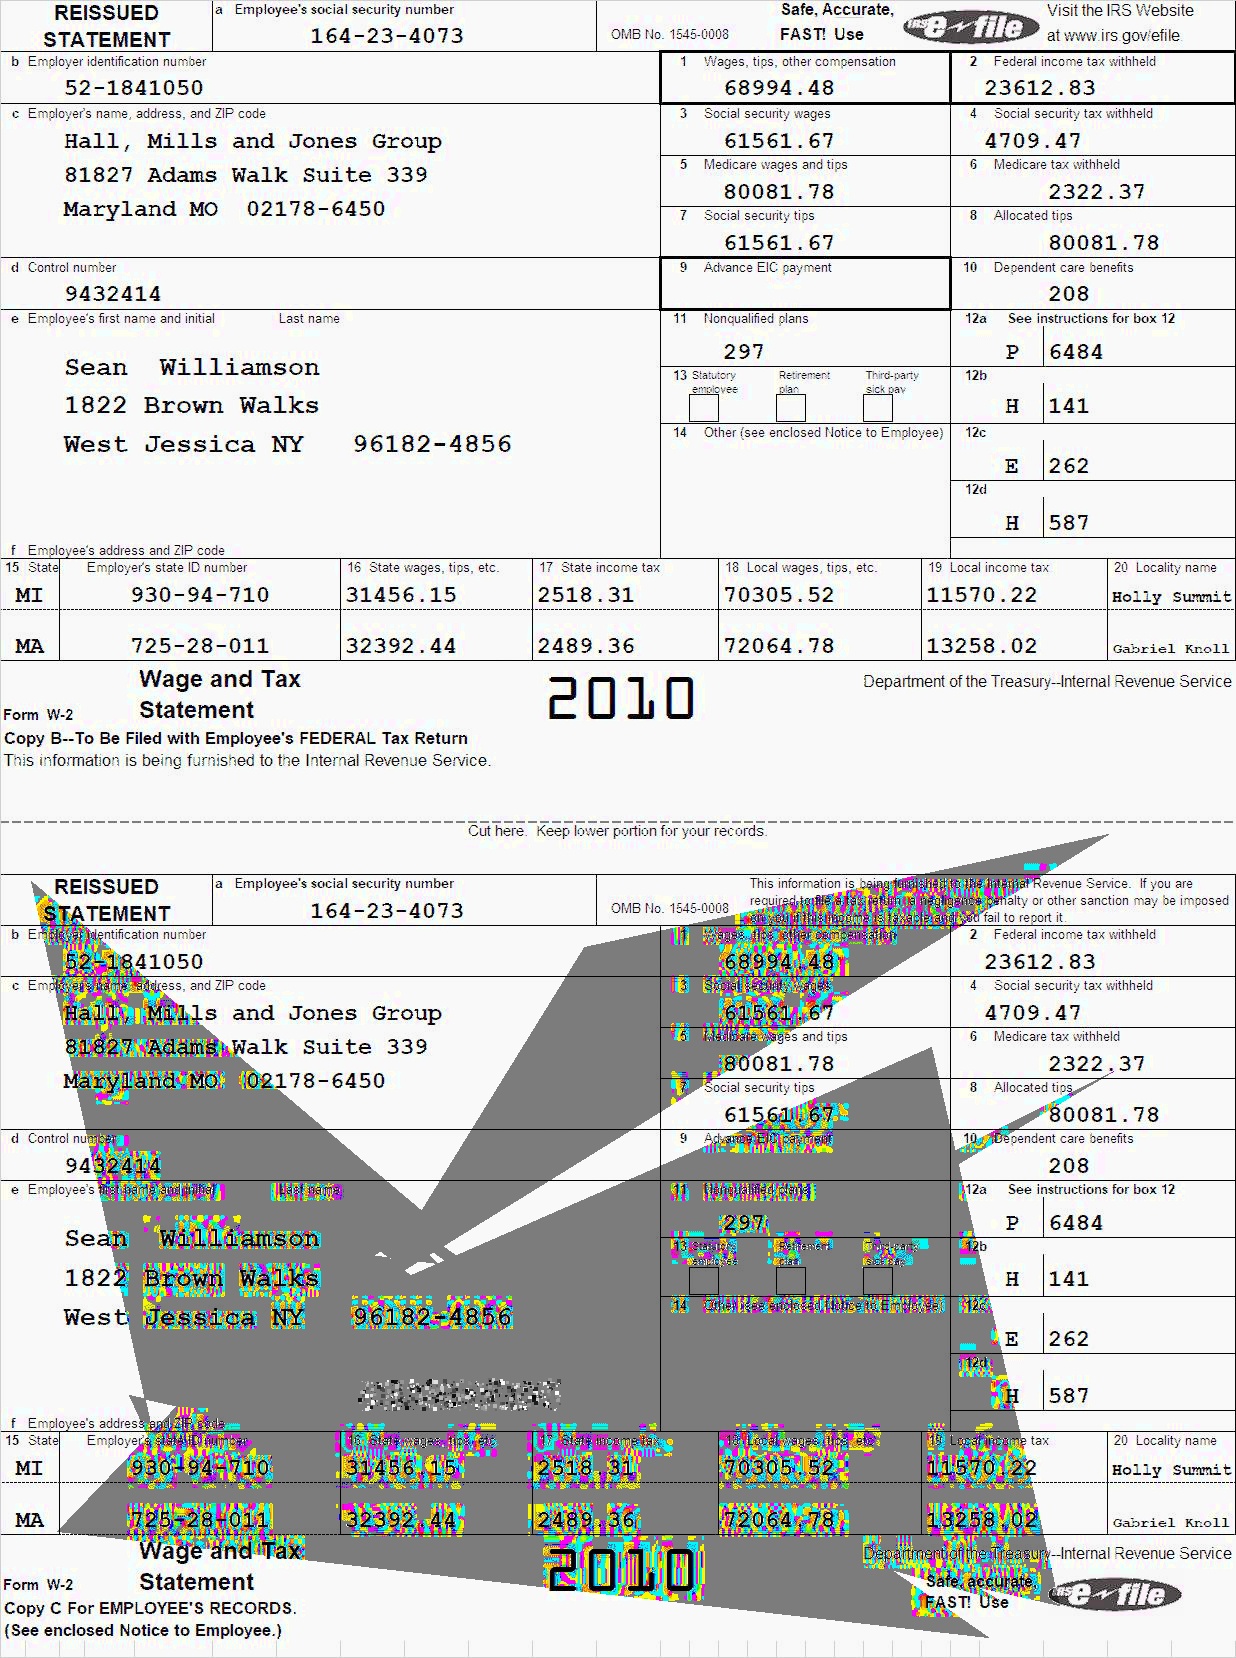 REISSUED STATEMENT
a Employee's social security number
164-23-4073
OMB No. 1545-0008
Safe, Accurate, FAST! Use
IRS e-file
Visit the IRS Website at www.irs.gov/efile
b Employer identification number
52-1841050
1 Wages, tips, other compensation
68994.48
2 Federal income tax withheld
23612.83
c Employer's name, address, and ZIP code
Hall, Mills and Jones Group
81827 Adams Walk Suite 339
Maryland MO 02178-6450
3 Social security wages
61561.67
4 Social security tax withheld
4709.47
5 Medicare wages and tips
80081.78
6 Medicare tax withheld
2322.37
7 Social security tips
61561.67
8 Allocated tips
80081.78
d Control number
9432414
9 Advance EIC payment
10 Dependent care benefits
208
e Employee's first name and initial Last name
Sean Williamson
1822 Brown Walks
West Jessica NY 96182-4856
11 Nonqualified plans
297
12a See instructions for box 12
P 6484
13 Statutory employee Retirement plan Third-party sick pay
12b
H 141
14 Other (see enclosed Notice to Employee)
12c
E 262
12d
H 587
f Employee's address and ZIP code
15 State Employer's state ID number 16 State wages, tips, etc. 17 State income tax 18 Local wages, tips, etc. 19 Local income tax 20 Locality name
MI 930-94-710 31456.15 2518.31 70305.52 11570.22 Holly Summit
MA 725-28-011 32392.44 2489.36 72064.78 13258.02 Gabriel Knoll
Wage and Tax
Form W-2 Statement
2010
Department of the Treasury--Internal Revenue Service
Copy B--To Be Filed with Employee's FEDERAL Tax Return
This information is being furnished to the Internal Revenue Service.
Cut here. Keep lower portion for your records.
REISSUED STATEMENT
a Employee's social security number
164-23-4073
OMB No. 1545-0008
This information is being furnished to the Internal Revenue Service. If you are
required to file a tax return, a negligence penalty or other sanction may be imposed
on you if this income is taxable and you fail to report it.
b Employer identification number
52-1841050
1 Wages, tips, other compensation
68994.48
2 Federal income tax withheld
23612.83
c Employer's name, address, and ZIP code
Hall, Mills and Jones Group
81827 Adams Walk Suite 339
Maryland MO 02178-6450
3 Social security wages
61561.67
4 Social security tax withheld
4709.47
5 Medicare wages and tips
80081.78
6 Medicare tax withheld
2322.37
7 Social security tips
61561.67
8 Allocated tips
80081.78
d Control number
9432414
9 Advance EIC payment
10 Dependent care benefits
208
e Employee's first name and initial Last name
Sean Williamson
1822 Brown Walks
West Jessica NY 96182-4856
11 Nonqualified plans
297
12a See instructions for box 12
P 6484
13 Statutory employee Retirement plan Third-party sick pay
12b
H 141
14 Other (see enclosed Notice to Employee)
12c
E 262
12d
H 587
f Employee's address and ZIP code
15 State Employer's state ID number 16 State wages, tips, etc. 17 State income tax 18 Local wages, tips, etc. 19 Local income tax 20 Locality name
MI 930-94-710 31456.15 2518.31 70305.52 11570.22 Holly Summit
MA 725-28-011 32392.44 2489.36 72064.78 13258.02 Gabriel Knoll
Wage and Tax
Form W-2 Statement
2010
Department of the Treasury--Internal Revenue Service
Safe, accurate, FAST! Use
IRS e-file
Copy C For EMPLOYEE'S RECORDS.
(See enclosed Notice to Employee.)